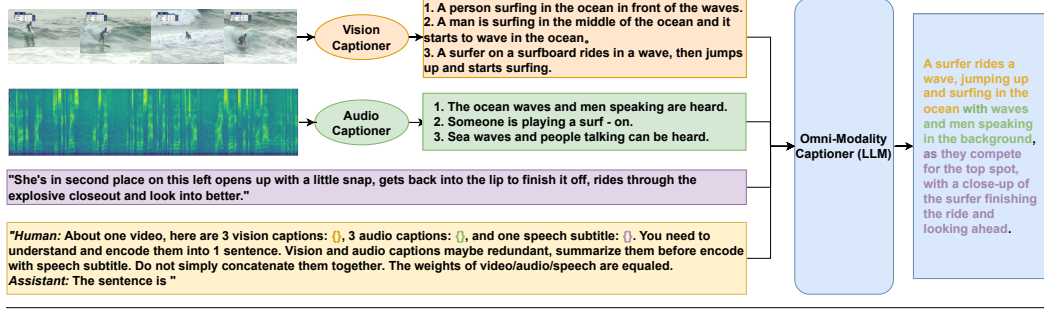 Vision
Captioner
1. A person surfing in the ocean in front of the waves.
2. A man is surfing in the middle of the ocean and it
starts to wave in the ocean。
3. A surfer on a surfboard rides in a wave, then jumps
up and starts surfing.
Audio
Captioner
1. The ocean waves and men speaking are heard.
2. Someone is playing a surf - on.
3. Sea waves and people talking can be heard.
"She's in second place on this left opens up with a little snap, gets back into the lip to finish it off, rides through the
explosive closeout and look into better."
"Human: About one video, here are 3 vision captions: {}, 3 audio captions: {}, and one speech subtitle: {}. You need to
understand and encode them into 1 sentence. Vision and audio captions maybe redundant, summarize them before encode
with speech subtitle. Do not simply concatenate them together. The weights of video/audio/speech are equaled.
Assistant: The sentence is "
Omni-Modality
Captioner (LLM)
A surfer rides a
wave, jumping up
and surfing in the
ocean with waves
and men speaking
in the background,
as they compete
for the top spot,
with a close-up of
the surfer finishing
the ride and
looking ahead.